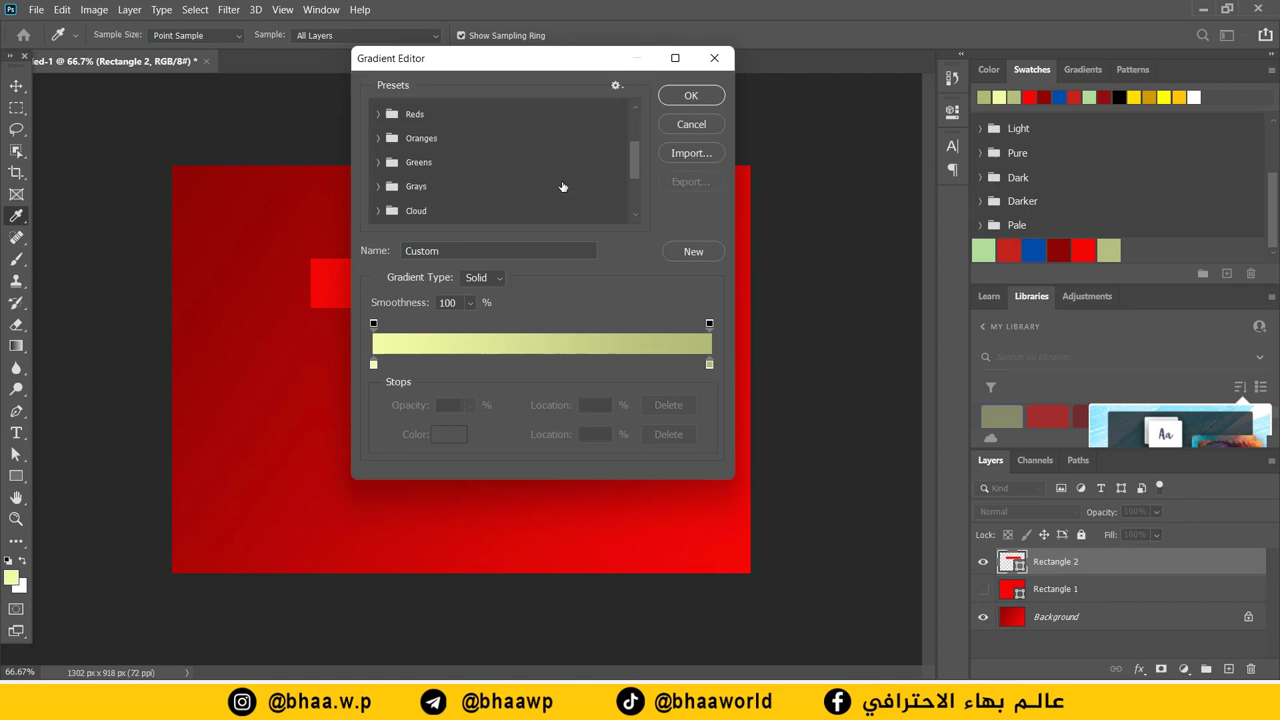 File Edit Image Layer Type Select Filter 3D View Window Help
Sample Size: Point Sample Sample: All Layers Show Sampling Ring
ed-1 @ 66.7% (Rectangle 2, RGB/8#) *
Gradient Editor
Presets
Reds
Oranges
Greens
Grays
Cloud
OK
Cancel
Import...
Export...
Name: Custom
New
Gradient Type: Solid
Smoothness: 100 %
Stops
Opacity: % Location: % Delete
Color: Location: % Delete
Color Swatches Gradients Patterns
Light
Pure
Dark
Darker
Pale
Learn Libraries Adjustments
MY LIBRARY
Search all libraries
Aa
Layers Channels Paths
Kind
Normal Opacity: 100%
Lock: Fill: 100%
Rectangle 2
Rectangle 1
Background
66.67% 1302 px x 918 px (72 ppi)
@bhaa.w.p @bhaawp @bhaaworld عالم بهاء الاحترافي